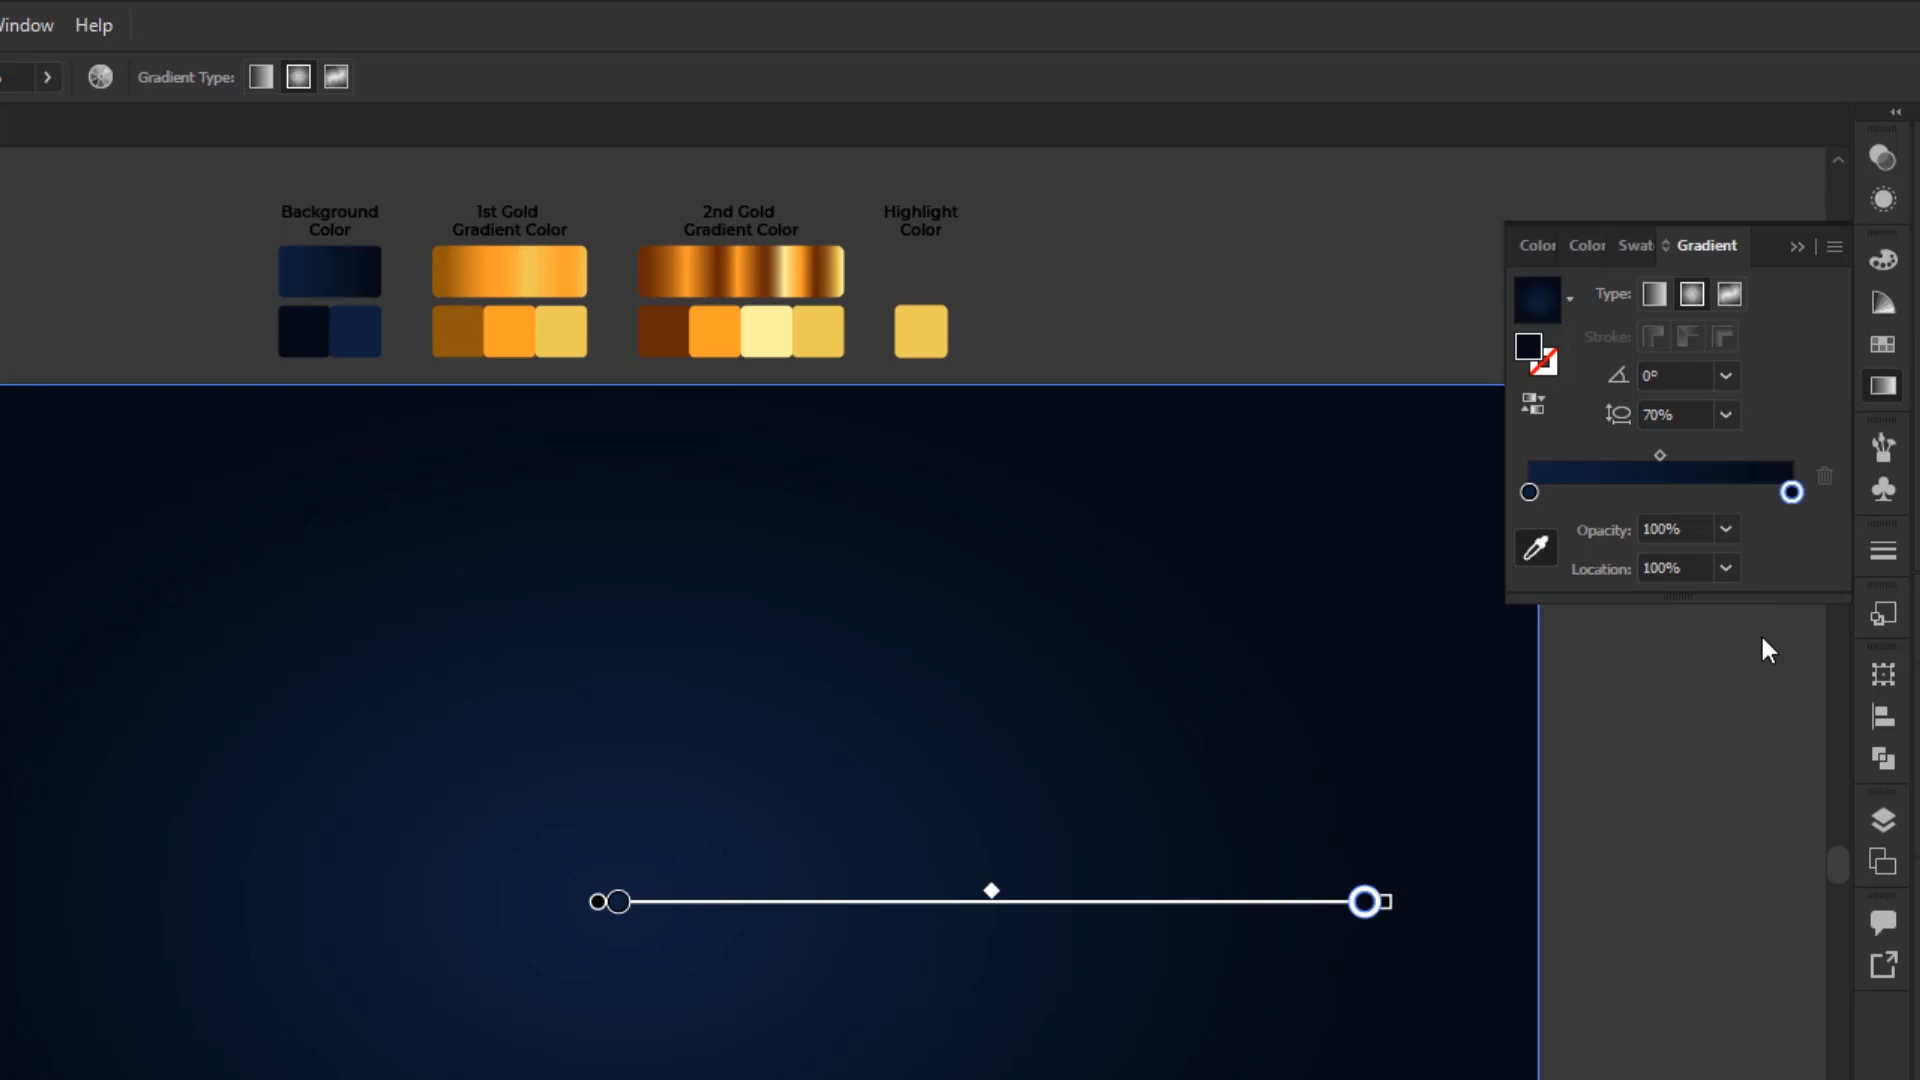 Window Help
Gradient Type:
Background
Color
1st Gold
Gradient Color
2nd Gold
Gradient Color
Highlight
Color
Color Color Swat Gradient
Type:
Stroke:
0°
70%
Opacity: 100%
Location: 100%